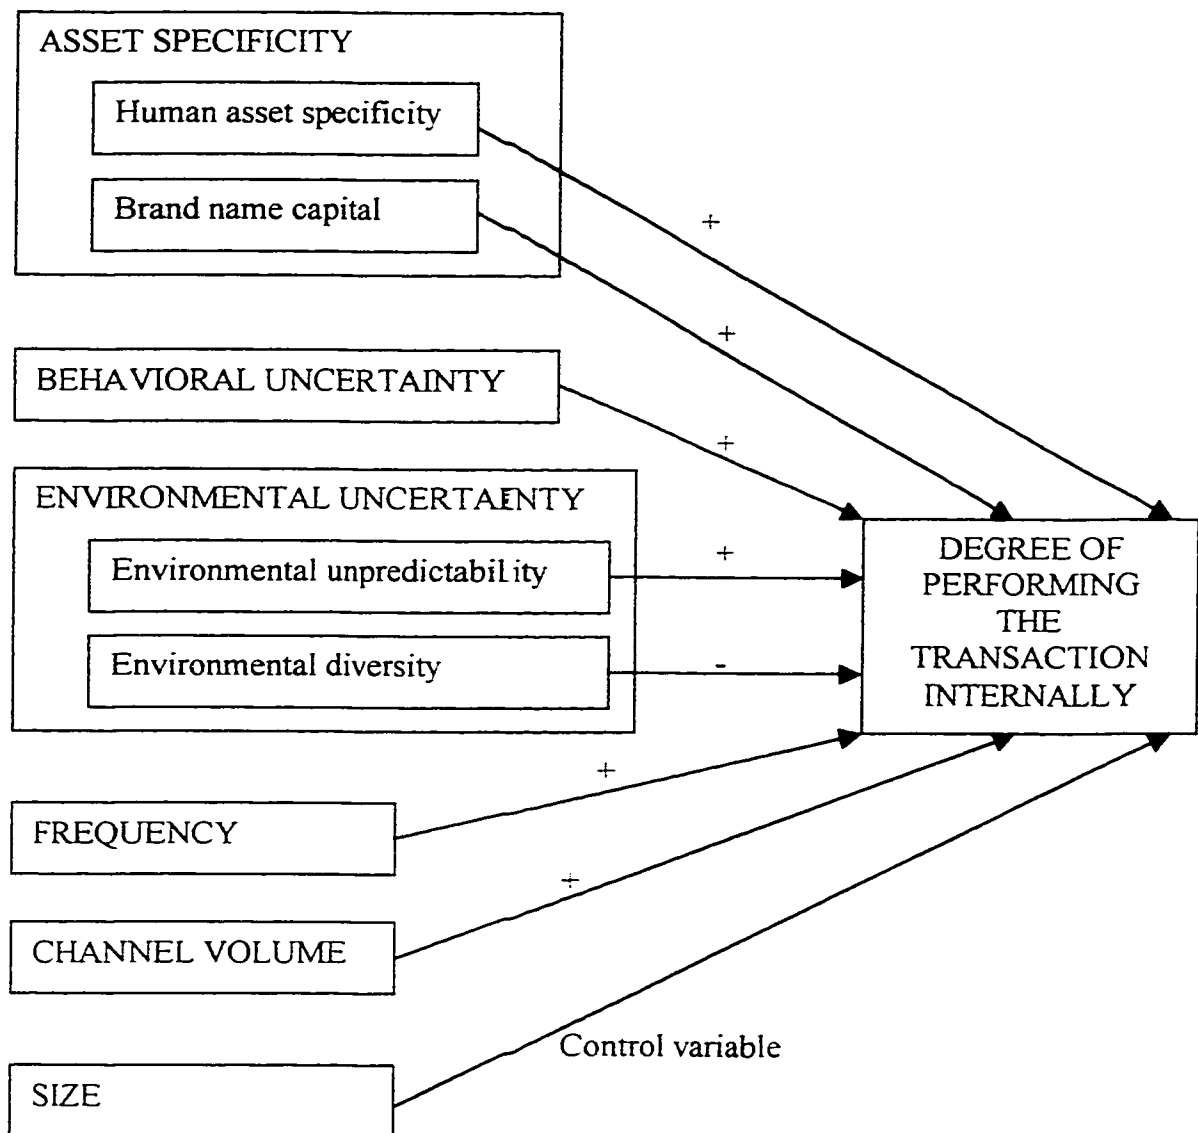 ASSET SPECIFICITY
Human asset specificity
Brand name capital
+
+
BEHAVIORAL UNCERTAINTY
+
ENVIRONMENTAL UNCERTAINTY
Environmental unpredictability
+
Environmental diversity
-
DEGREE OF
PERFORMING
THE
TRANSACTION
INTERNALLY
+
FREQUENCY
+
CHANNEL VOLUME
Control variable
SIZE